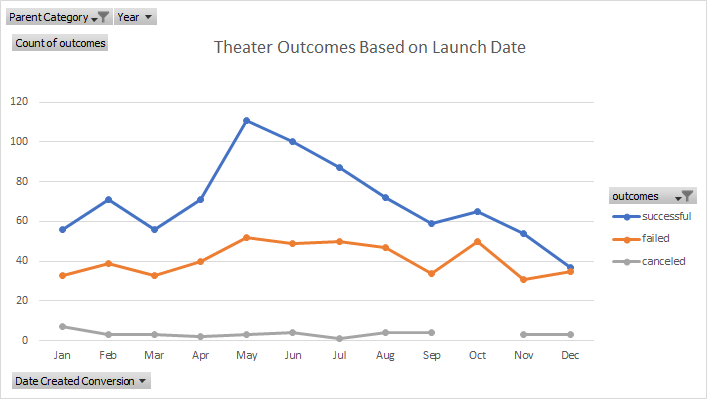 Parent Category Year
Count of outcomes
Theater Outcomes Based on Launch Date
120
100
80
60
40
20
0
Jan Feb Mar Apr May Jun Jul Aug Sep Oct Nov Dec
outcomes
successful
failed
canceled
Date Created Conversion